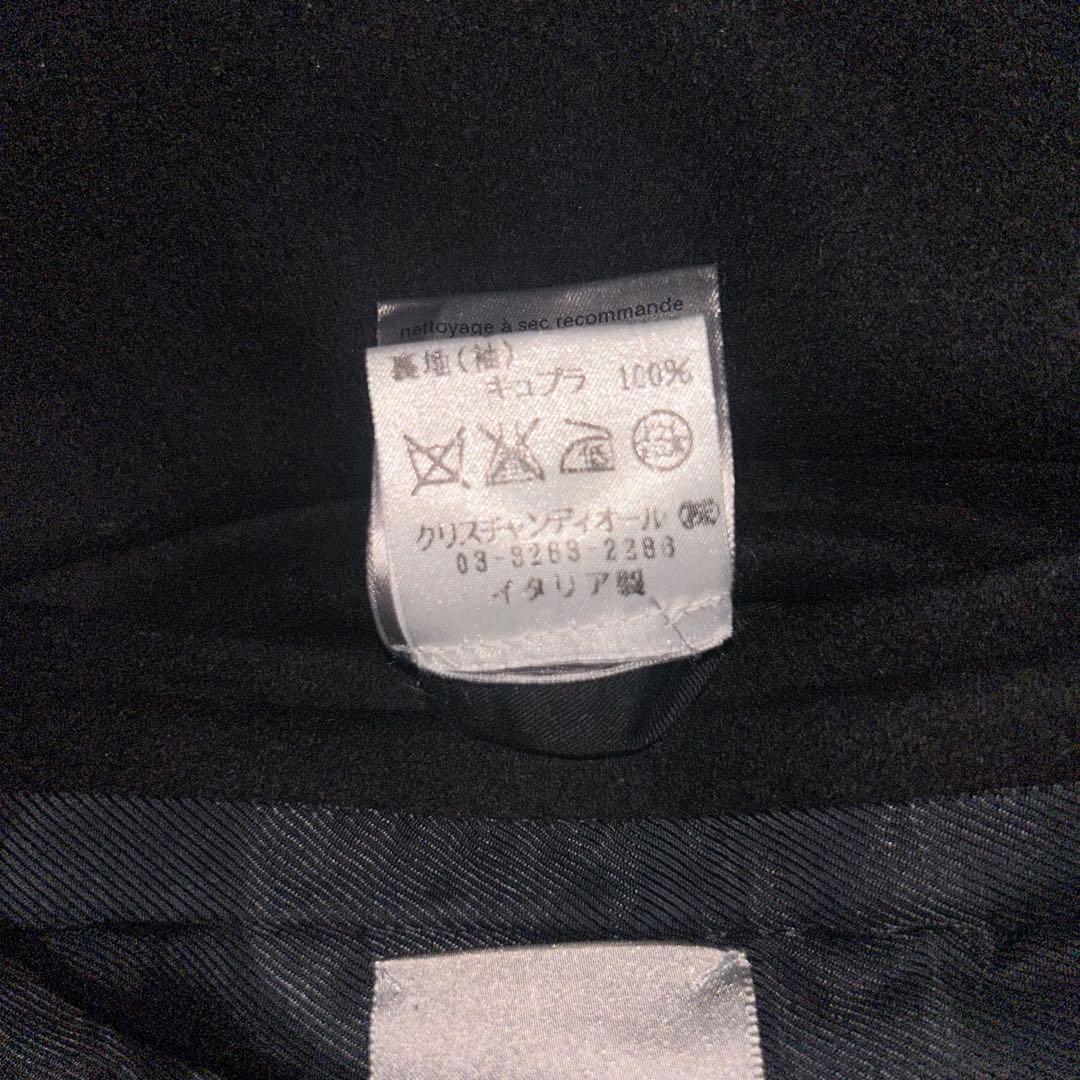 nettoyage à sec recommande
裏地(袖)
キュプラ 100%
クリスチャンディオール ㈱
03-3263-2286
イタリア製